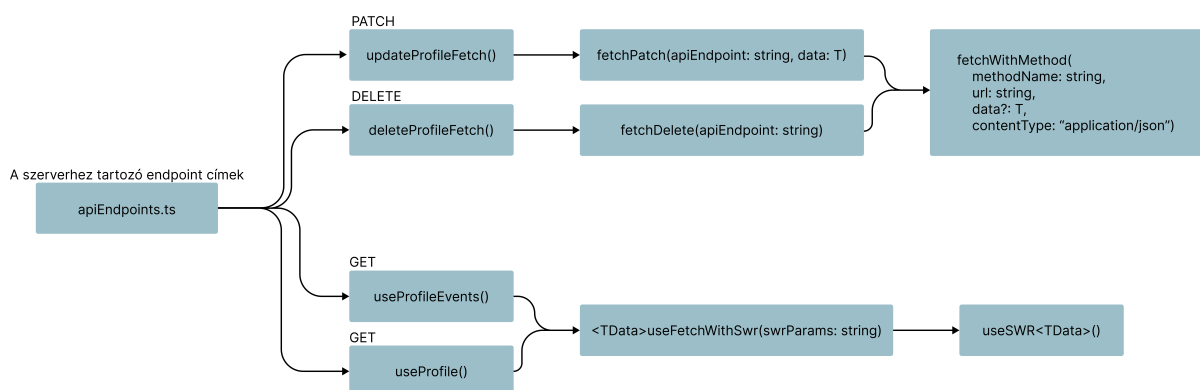 PATCH
updateProfileFetch()
fetchPatch(apiEndpoint: string, data: T)
fetchWithMethod(
methodName: string,
url: string,
data?: T,
contentType: “application/json”)
DELETE
deleteProfileFetch()
fetchDelete(apiEndpoint: string)
A szerverhez tartozó endpoint címek
apiEndpoints.ts
GET
useProfileEvents()
<TData>useFetchWithSwr(swrParams: string)
useSWR<TData>()
GET
useProfile()